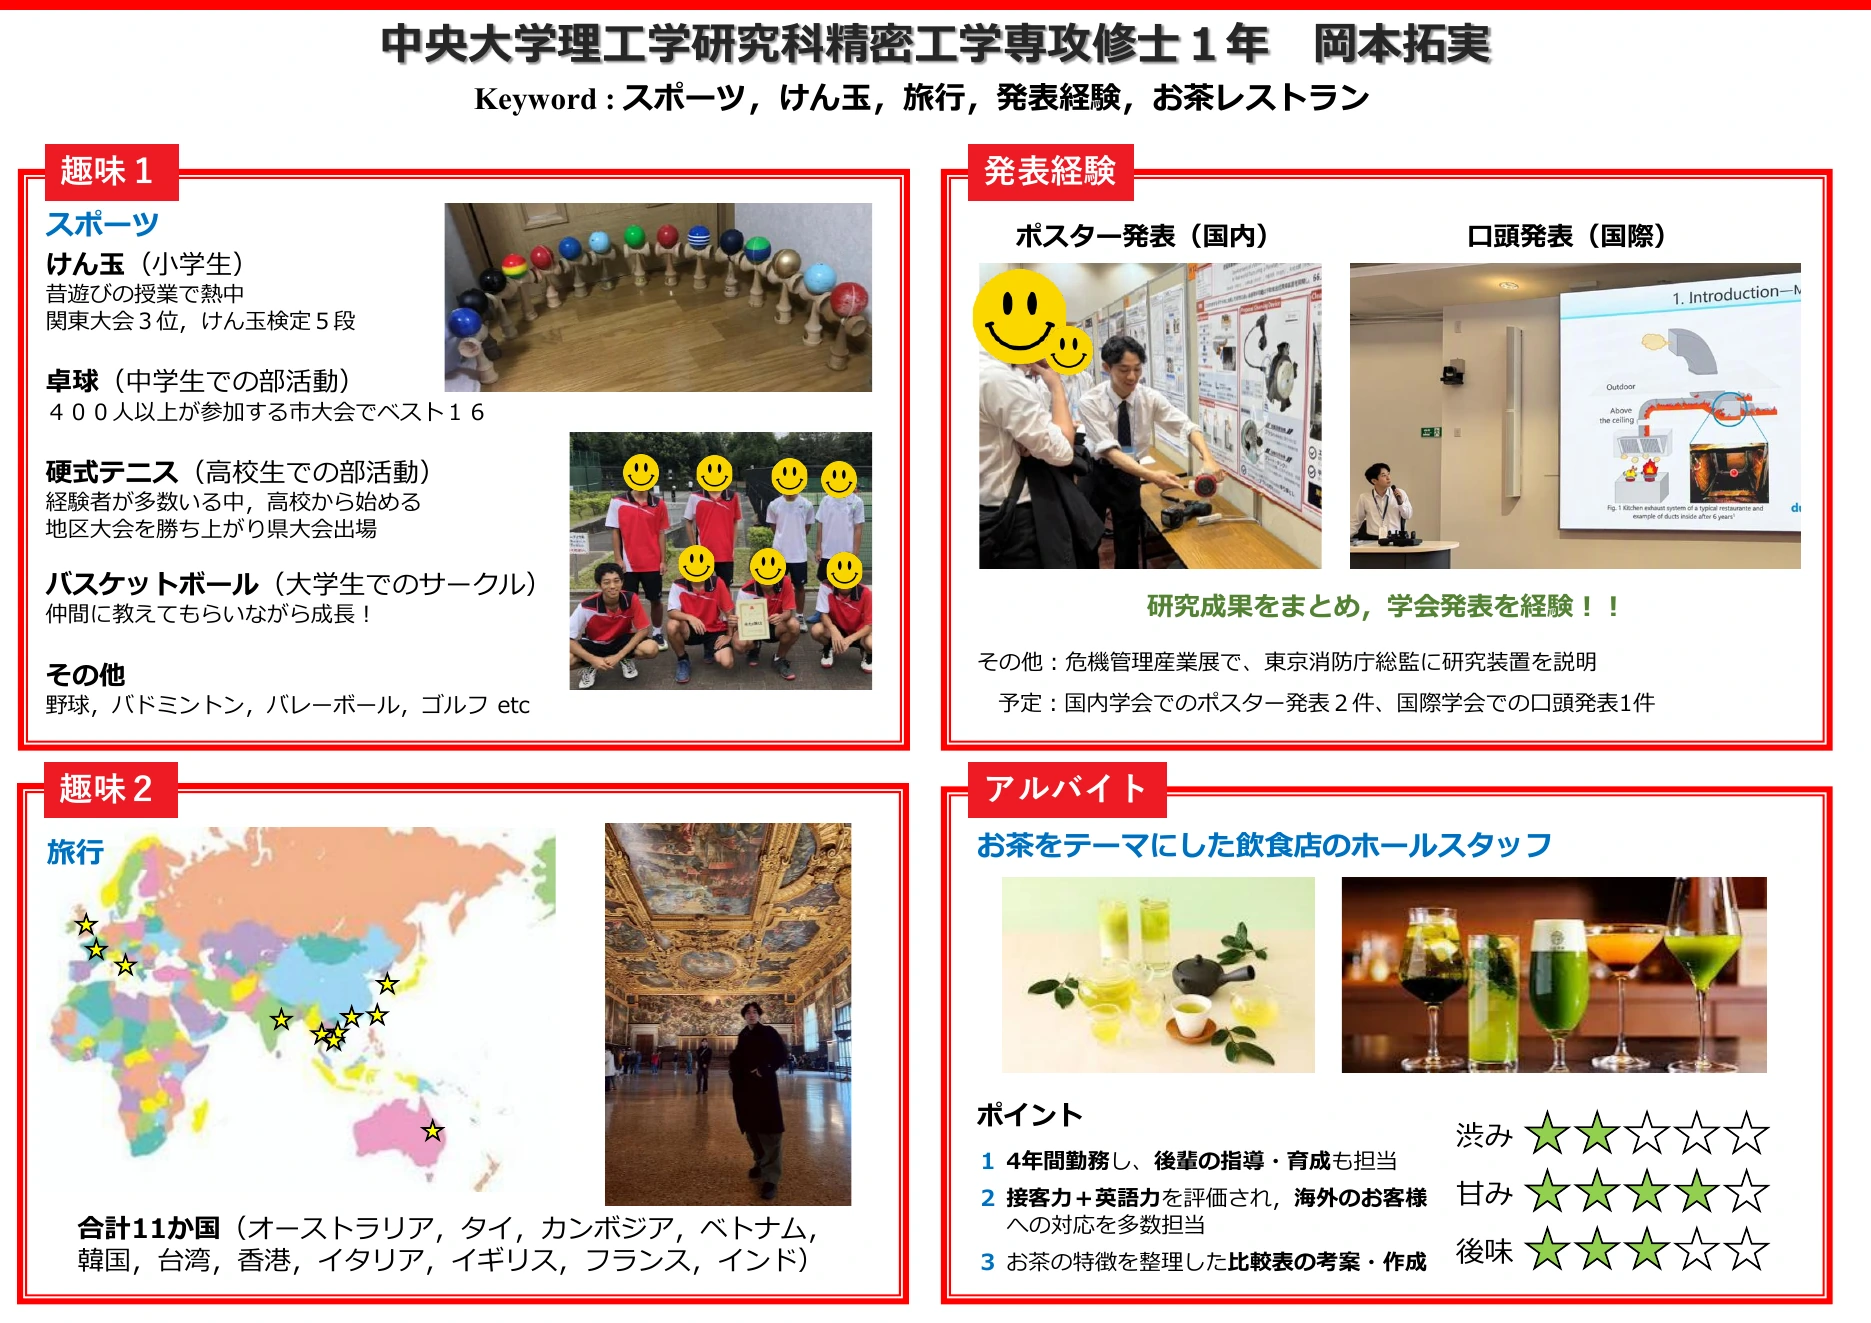 中央大学理工学研究科精密工学専攻修士１年　岡本拓実
Keyword : スポーツ，けん玉，旅行，発表経験，お茶レストラン
趣味１
スポーツ
けん玉（小学生）
昔遊びの授業で熱中
関東大会３位，けん玉検定５段
卓球（中学生での部活動）
４００人以上が参加する市大会でベスト１６
硬式テニス（高校生での部活動）
経験者が多数いる中，高校から始める
地区大会を勝ち上がり県大会出場
バスケットボール（大学生でのサークル）
仲間に教えてもらいながら成長！
その他
野球，バドミントン，バレーボール，ゴルフ etc
発表経験
ポスター発表（国内）
口頭発表（国際）
1. Introduction—M
Outdoor
Above
the ceiling
Fig. 1 Kitchen exhaust system of a typical restaurante and
example of ducts inside after 6 years
研究成果をまとめ，学会発表を経験！！
その他：危機管理産業展で、東京消防庁総監に研究装置を説明
予定：国内学会でのポスター発表２件、国際学会での口頭発表1件
趣味２
旅行
合計11か国（オーストラリア，タイ，カンボジア，ベトナム，
韓国，台湾，香港，イタリア，イギリス，フランス，インド）
アルバイト
お茶をテーマにした飲食店のホールスタッフ
ポイント
1 4年間勤務し、後輩の指導・育成も担当
2 接客力＋英語力を評価され，海外のお客様
への対応を多数担当
3 お茶の特徴を整理した比較表の考案・作成
渋み ★★☆☆☆
甘み ★★★★☆
後味 ★★★☆☆